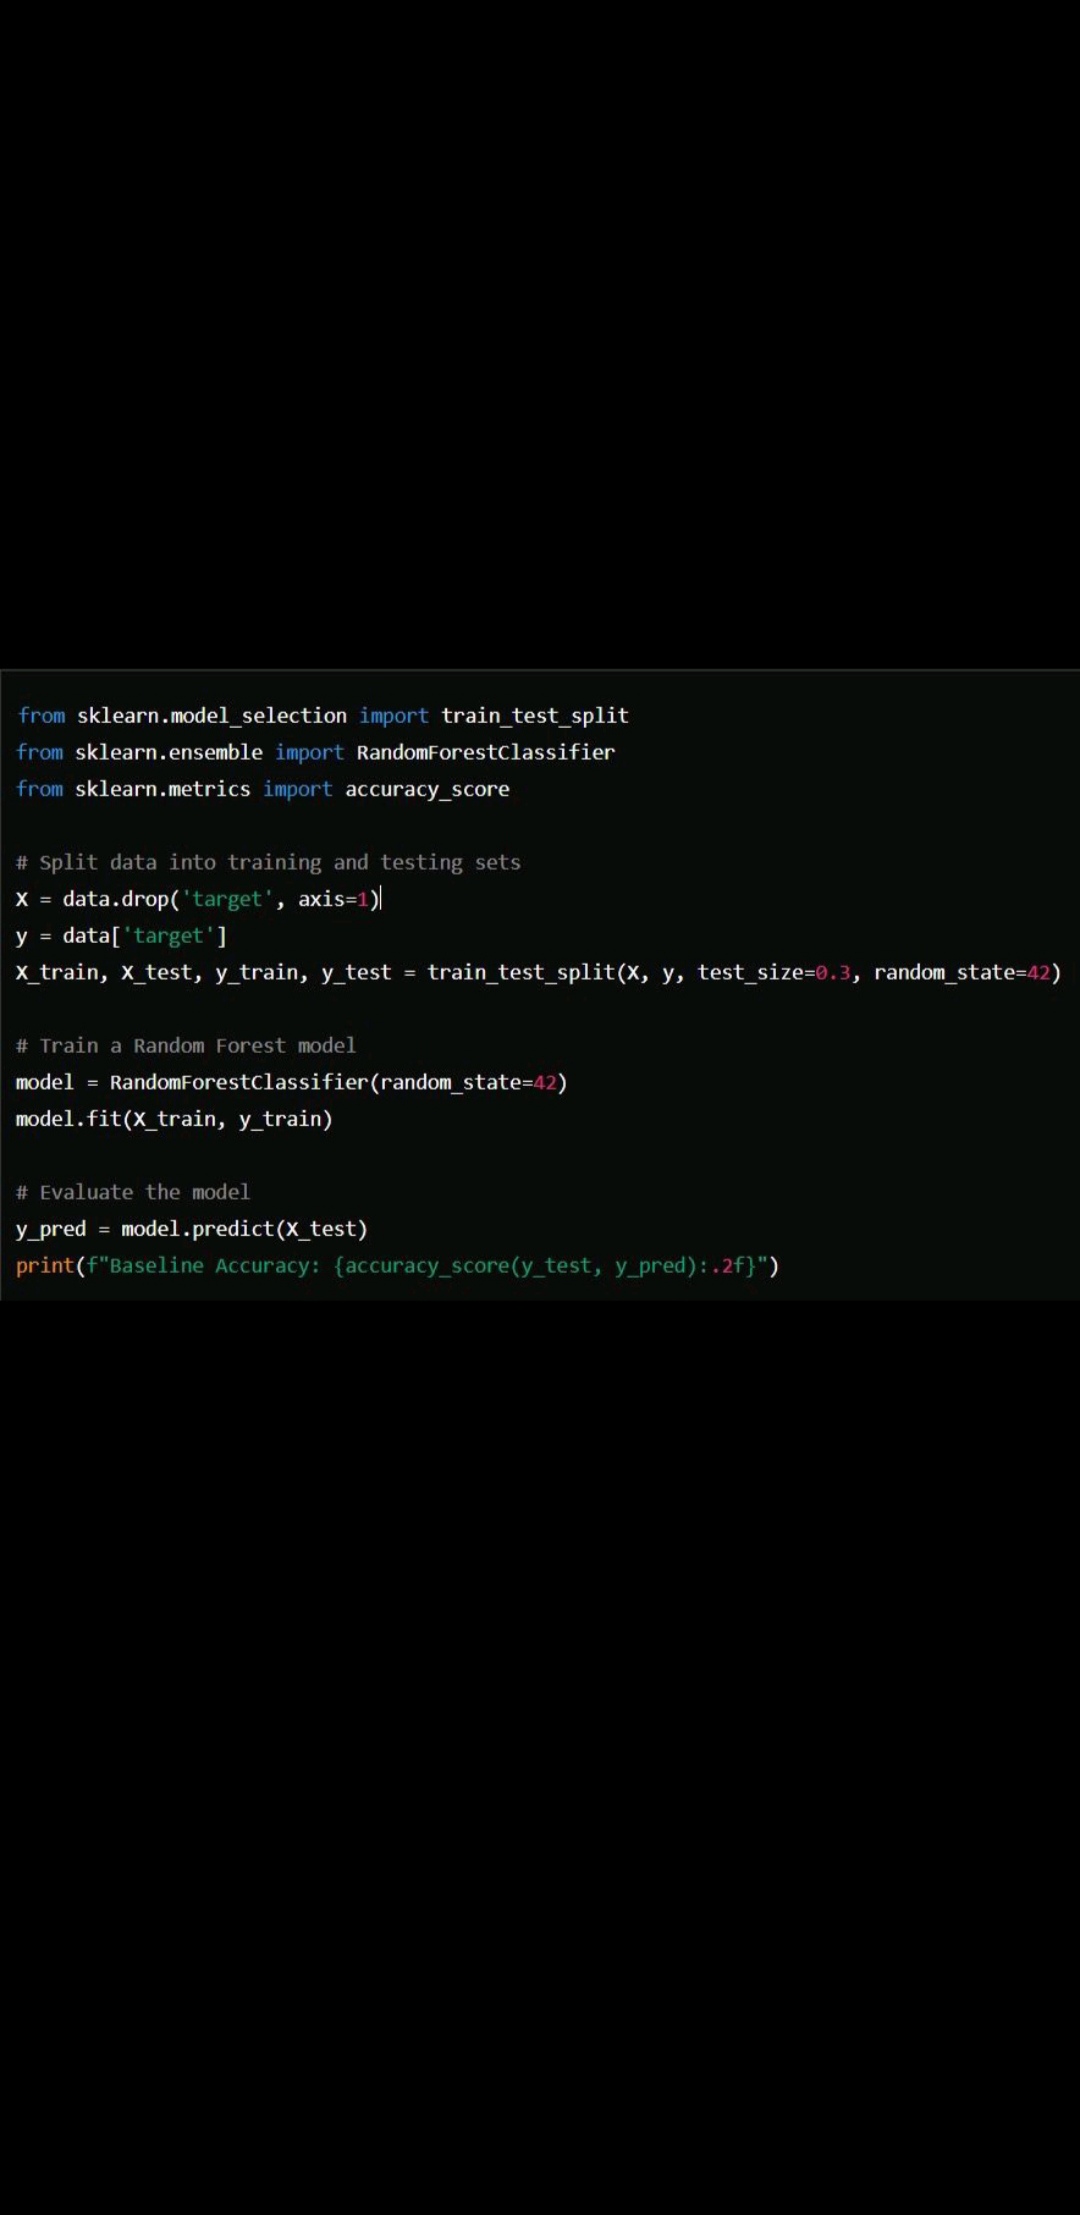 from sklearn.model_selection import train_test_split
from sklearn.ensemble import RandomForestClassifier
from sklearn.metrics import accuracy_score
# Split data into training and testing sets
X = data.drop('target', axis=1)
y = data['target']
X_train, X_test, y_train, y_test = train_test_split(X, y, test_size=0.3, random_state=42)
# Train a Random Forest model
model = RandomForestClassifier(random_state=42)
model.fit(X_train, y_train)
# Evaluate the model
y_pred = model.predict(X_test)
print(f"Baseline Accuracy: {accuracy_score(y_test, y_pred):.2f}")